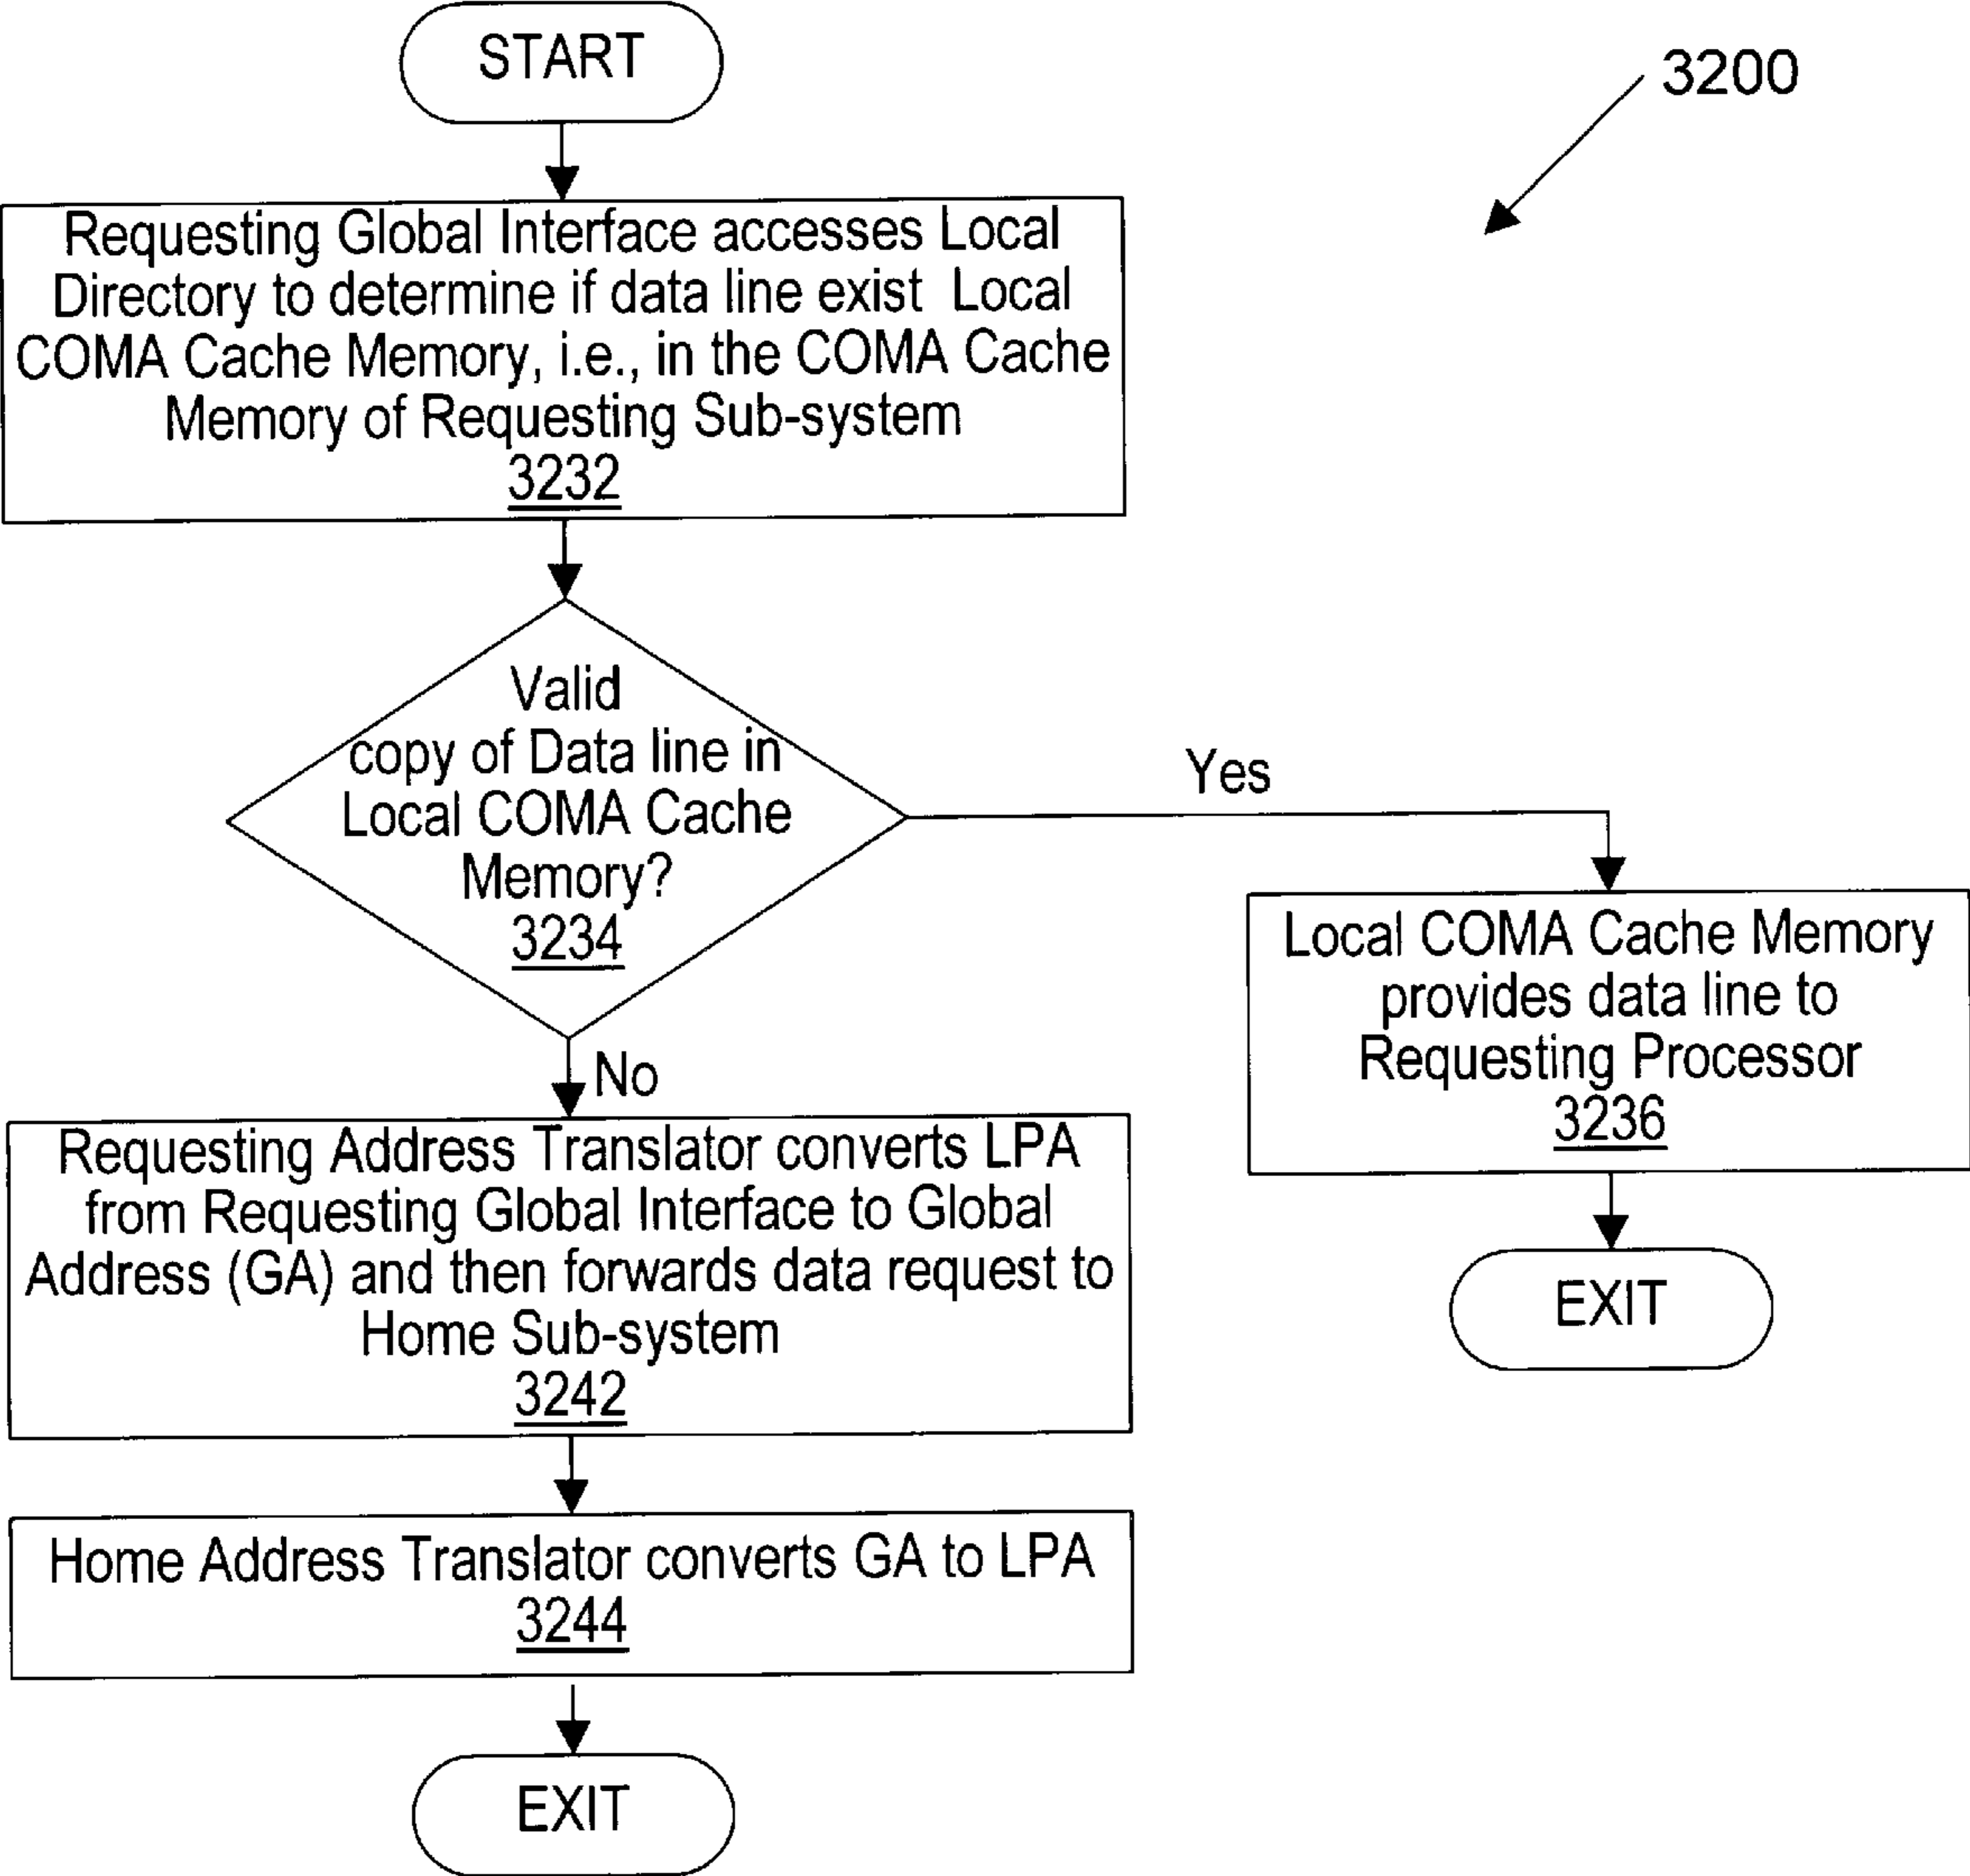 START
3200
Requesting Global Interface accesses Local
Directory to determine if data line exist Local
COMA Cache Memory, i.e., in the COMA Cache
Memory of Requesting Sub-system
3232
Valid
copy of Data line in
Local COMA Cache
Memory?
3234
Yes
Local COMA Cache Memory
provides data line to
Requesting Processor
3236
EXIT
No
Requesting Address Translator converts LPA
from Requesting Global Interface to Global
Address (GA) and then forwards data request to
Home Sub-system
3242
Home Address Translator converts GA to LPA
3244
EXIT